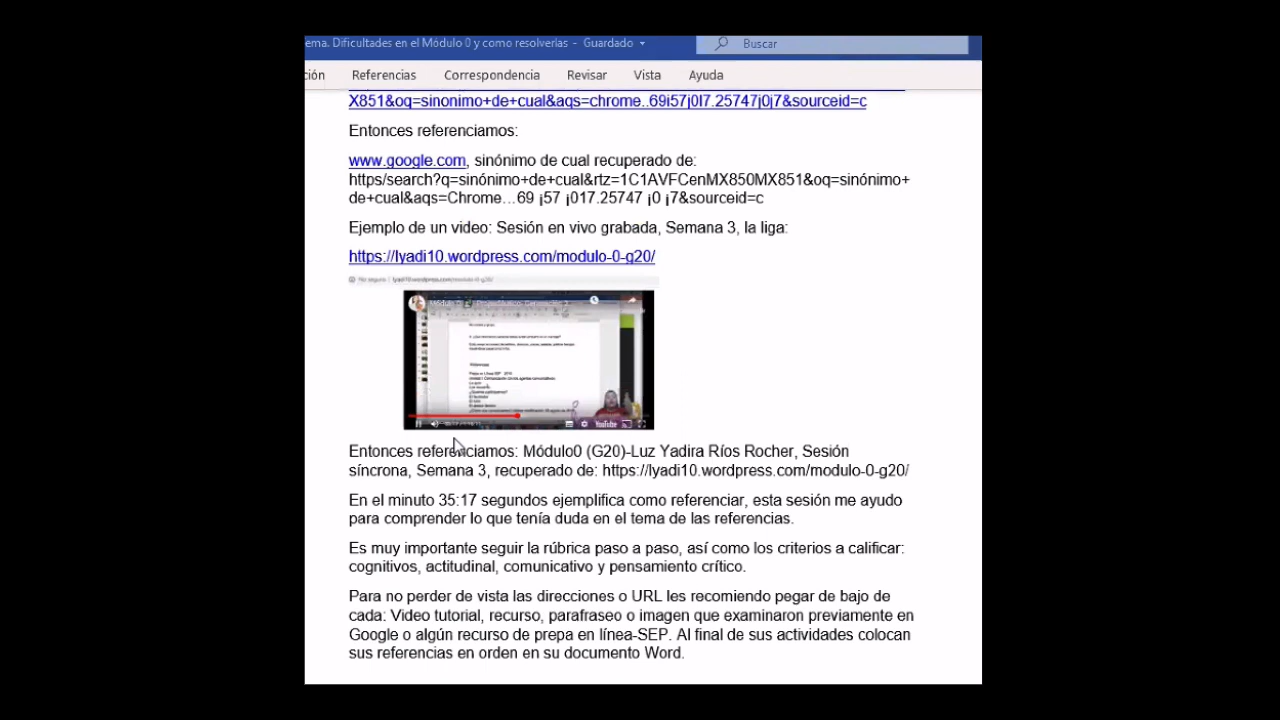 ema. Dificultades en el Módulo 0 y como resolverlas - Guardado
Buscar
ción Referencias Correspondencia Revisar Vista Ayuda
X851&oq=sinonimo+de+cual&aqs=chrome..69i57j0l7.25747j0j7&sourceid=c
Entonces referenciamos:
www.google.com, sinónimo de cual recuperado de:
https/search?q=sinónimo+de+cual&rtz=1C1AVFCenMX850MX851&oq=sinónimo+
de+cual&aqs=Chrome...69 ¡57 ¡017.25747 ¡0 ¡7&sourceid=c
Ejemplo de un video: Sesión en vivo grabada, Semana 3, la liga:
https://lyadi10.wordpress.com/modulo-0-g20/
YouTube
Entonces referenciamos: Módulo0 (G20)-Luz Yadira Ríos Rocher, Sesión
síncrona, Semana 3, recuperado de: https://lyadi10.wordpress.com/modulo-0-g20/
En el minuto 35:17 segundos ejemplifica como referenciar, esta sesión me ayudo
para comprender lo que tenía duda en el tema de las referencias.
Es muy importante seguir la rúbrica paso a paso, así como los criterios a calificar:
cognitivos, actitudinal, comunicativo y pensamiento crítico.
Para no perder de vista las direcciones o URL les recomiendo pegar de bajo de
cada: Video tutorial, recurso, parafraseo o imagen que examinaron previamente en
Google o algún recurso de prepa en línea-SEP. Al final de sus actividades colocan
sus referencias en orden en su documento Word.